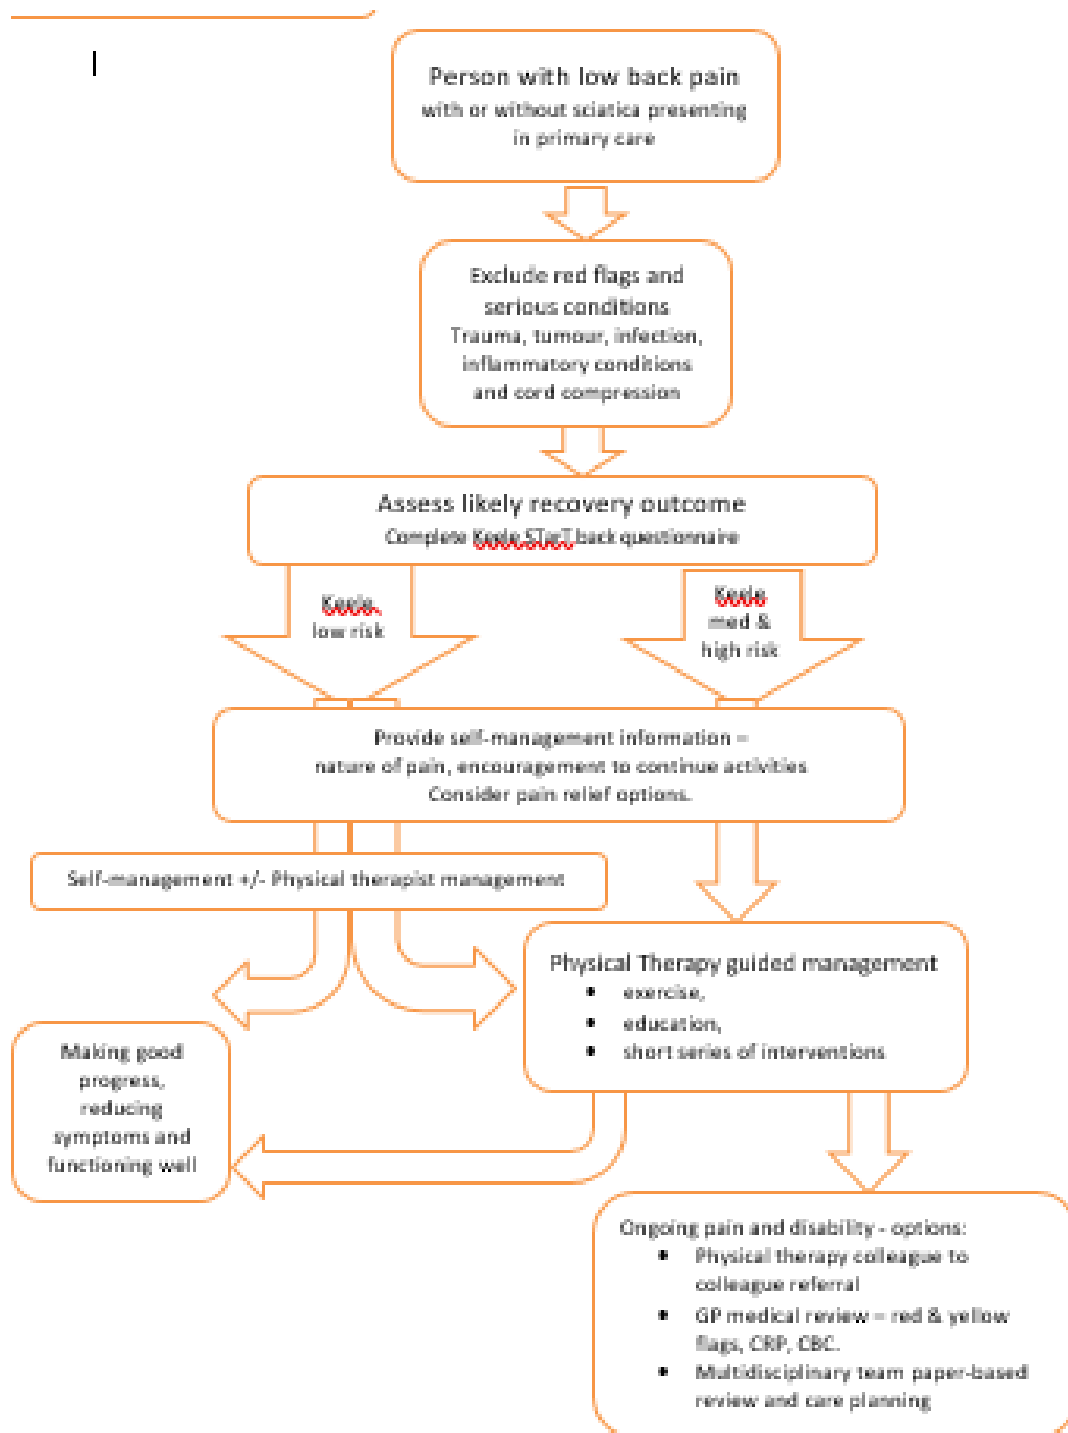 Person with low back pain
with or without sciatica presenting
in primary care
Exclude red flags and
serious conditions
Trauma, tumour, infection,
inflammatory conditions
and cord compression
Assess likely recovery outcome
Complete Keele STarT back questionnaire
Keele
low risk
Keele
med &
high risk
Provide self-management information –
nature of pain, encouragement to continue activities
Consider pain relief options.
Self-management +/- Physical therapist management
Physical Therapy guided management
• exercise,
• education,
• short series of interventions
Making good
progress,
reducing
symptoms and
functioning well
Ongoing pain and disability - options:
• Physical therapy colleague to
colleague referral
• GP medical review – red & yellow
flags, CRP, CBC.
• Multidisciplinary team paper-based
review and care planning